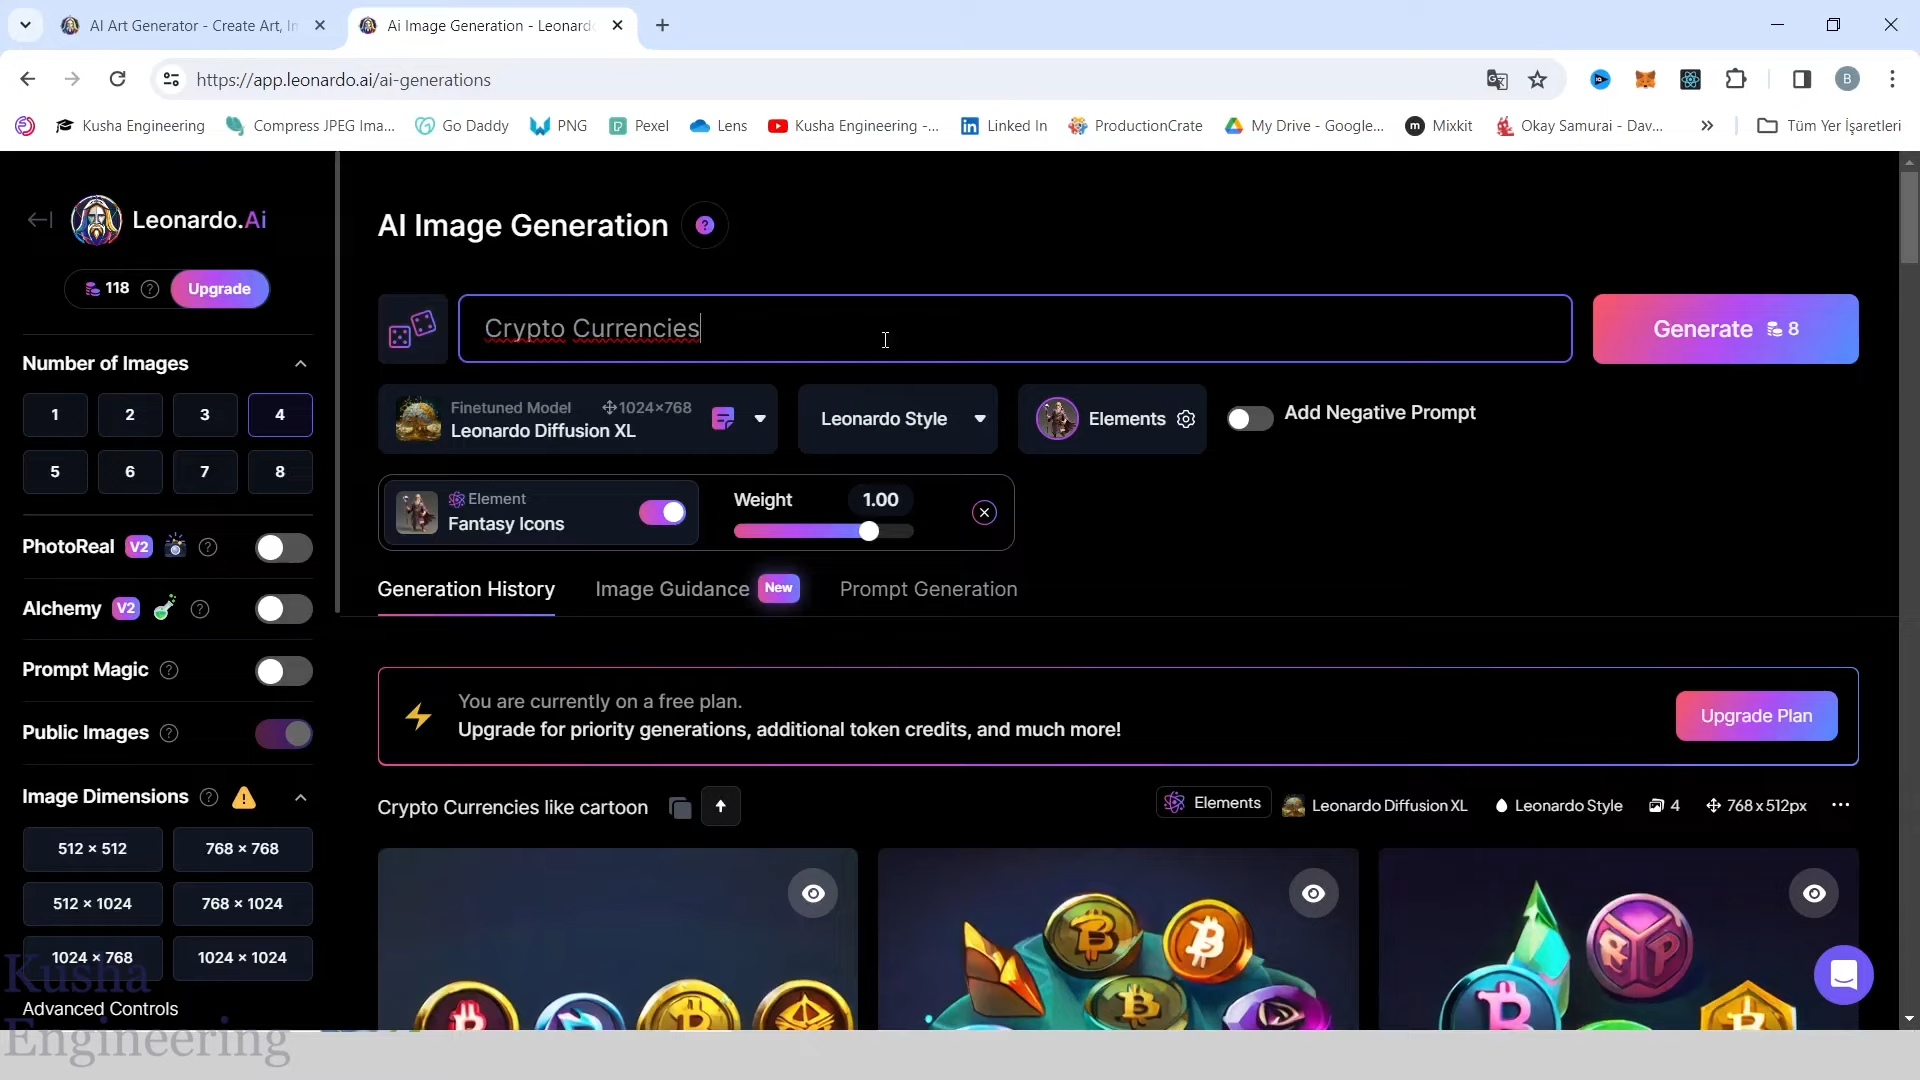 AI Art Generator - Create Art, In
Ai Image Generation - Leonardo
https://app.leonardo.ai/ai-generations
B
Kusha Engineering
Compress JPEG Ima...
Go Daddy
PNG
Pexel
Lens
Kusha Engineering -...
Linked In
ProductionCrate
My Drive - Google...
Mixkit
Okay Samurai - Dav...
Tüm Yer İşaretleri
Leonardo.Ai
118
Upgrade
Number of Images
1 2 3 4
5 6 7 8
PhotoReal V2
Alchemy V2
Prompt Magic
Public Images
Image Dimensions
512 × 512 768 × 768
512 × 1024 768 × 1024
1024 × 768 1024 × 1024
Advanced Controls
Kusha
Engineering
AI Image Generation
Crypto Currencies
Generate 8
Finetuned Model 1024×768
Leonardo Diffusion XL
Leonardo Style
Elements
Add Negative Prompt
Element
Fantasy Icons
Weight 1.00
Generation History
Image Guidance New
Prompt Generation
You are currently on a free plan.
Upgrade for priority generations, additional token credits, and much more!
Upgrade Plan
Crypto Currencies like cartoon
Elements
Leonardo Diffusion XL
Leonardo Style
4
768 x 512px